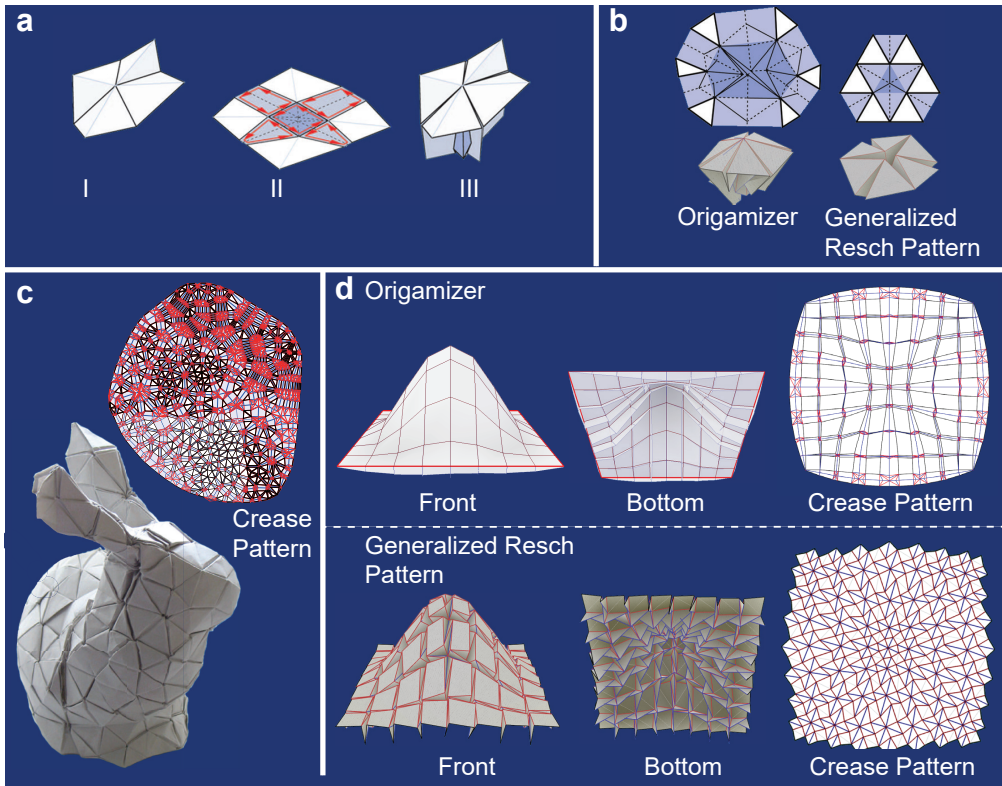 a
I
II
III
b
Origamizer
Generalized
Resch Pattern
c
Crease
Pattern
d
Origamizer
Front
Bottom
Crease Pattern
Generalized Resch
Pattern
Front
Bottom
Crease Pattern